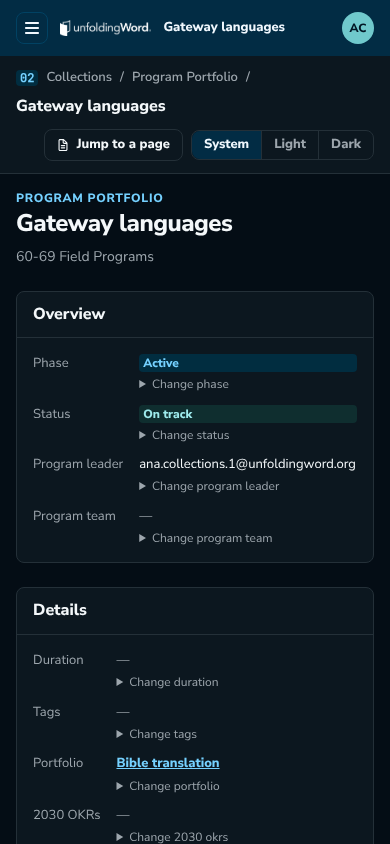 unfoldingWord. Gateway languages AC
02 Collections / Program Portfolio /
Gateway languages
Jump to a page System Light Dark
PROGRAM PORTFOLIO
Gateway languages
60-69 Field Programs
Overview
Phase Active
▶ Change phase
Status On track
▶ Change status
Program leader ana.collections.1@unfoldingword.org
▶ Change program leader
Program team —
▶ Change program team
Details
Duration —
▶ Change duration
Tags —
▶ Change tags
Portfolio Bible translation
▶ Change portfolio
2030 OKRs —
▶ Change 2030 okrs